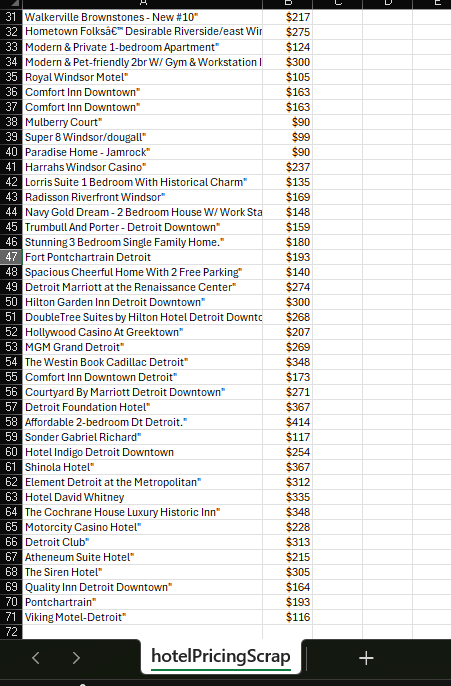 A B C D E
31 Walkerville Brownstones - New #10" $217
32 Hometown Folksâ€™ Desirable Riverside/east Wir $275
33 Modern & Private 1-bedroom Apartment" $124
34 Modern & Pet-friendly 2br W/ Gym & Workstation I $300
35 Royal Windsor Motel" $105
36 Comfort Inn Downtown" $163
37 Comfort Inn Downtown" $163
38 Mulberry Court" $90
39 Super 8 Windsor/dougall" $99
40 Paradise Home - Jamrock" $90
41 Harrahs Windsor Casino" $237
42 Lorris Suite 1 Bedroom With Historical Charm" $135
43 Radisson Riverfront Windsor" $169
44 Navy Gold Dream - 2 Bedroom House W/ Work Sta $148
45 Trumbull And Porter - Detroit Downtown" $159
46 Stunning 3 Bedroom Single Family Home." $180
47 Fort Pontchartrain Detroit $193
48 Spacious Cheerful Home With 2 Free Parking" $140
49 Detroit Marriott at the Renaissance Center" $274
50 Hilton Garden Inn Detroit Downtown" $300
51 DoubleTree Suites by Hilton Hotel Detroit Downtc $268
52 Hollywood Casino At Greektown" $207
53 MGM Grand Detroit" $269
54 The Westin Book Cadillac Detroit" $348
55 Comfort Inn Downtown Detroit" $173
56 Courtyard By Marriott Detroit Downtown" $271
57 Detroit Foundation Hotel" $367
58 Affordable 2-bedroom Dt Detroit." $414
59 Sonder Gabriel Richard" $117
60 Hotel Indigo Detroit Downtown $254
61 Shinola Hotel" $367
62 Element Detroit at the Metropolitan" $312
63 Hotel David Whitney $335
64 The Cochrane House Luxury Historic Inn" $348
65 Motorcity Casino Hotel" $228
66 Detroit Club" $313
67 Atheneum Suite Hotel" $215
68 The Siren Hotel" $305
69 Quality Inn Detroit Downtown" $164
70 Pontchartrain" $193
71 Viking Motel-Detroit" $116
72
hotelPricingScrap